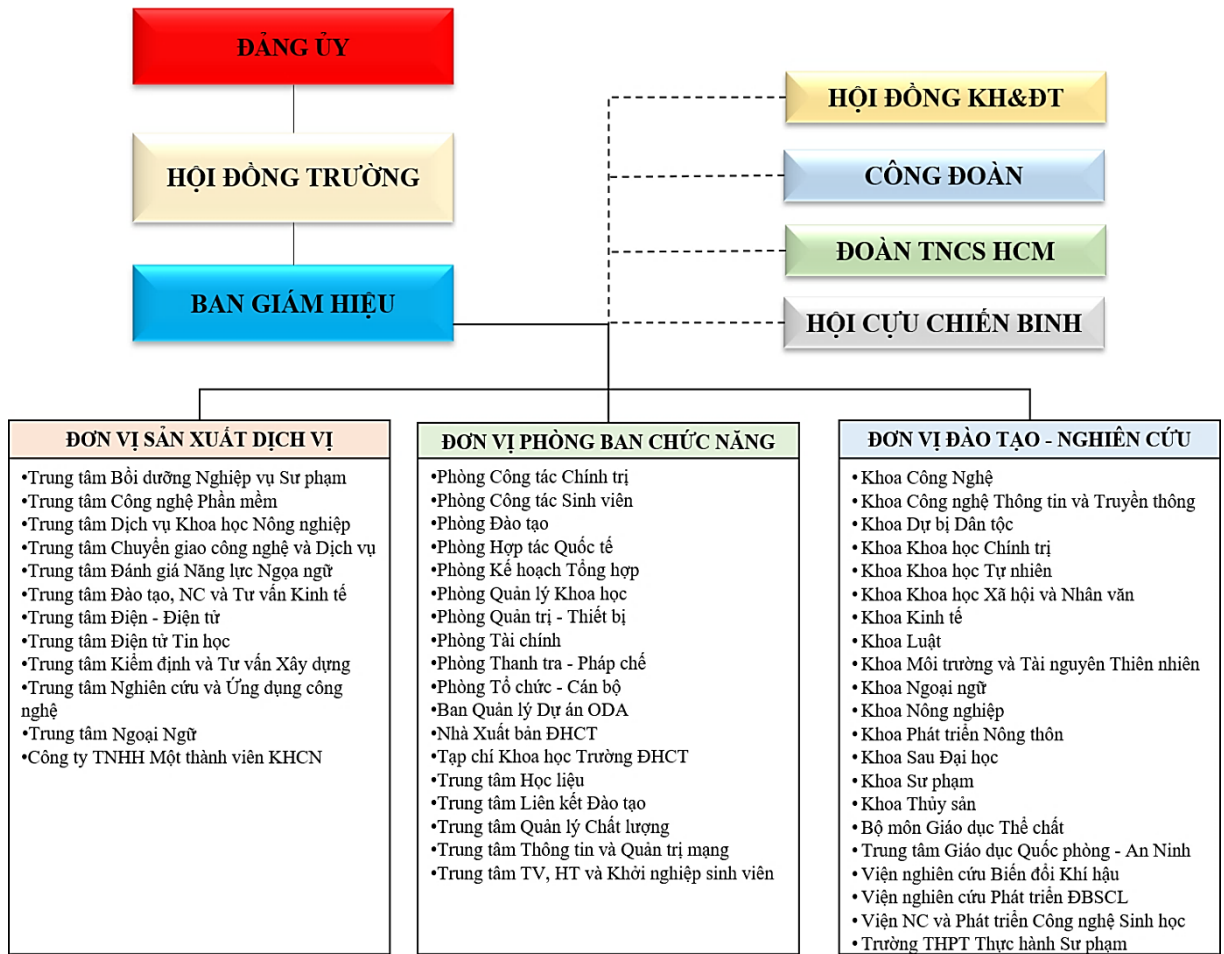 ĐẢNG ỦY
HỘI ĐỒNG TRƯỜNG
BAN GIÁM HIỆU
HỘI ĐỒNG KH&ĐT
CÔNG ĐOÀN
ĐOÀN TNCS HCM
HỘI CỰU CHIẾN BINH
ĐƠN VỊ SẢN XUẤT DỊCH VỊ
•Trung tâm Bồi dưỡng Nghiệp vụ Sư phạm
•Trung tâm Công nghệ Phần mềm
•Trung tâm Dịch vụ Khoa học Nông nghiệp
•Trung tâm Chuyển giao công nghệ và Dịch vụ
•Trung tâm Đánh giá Năng lực Ngọa ngữ
•Trung tâm Đào tạo, NC và Tư vấn Kinh tế
•Trung tâm Điện - Điện tử
•Trung tâm Điện tử Tin học
•Trung tâm Kiểm định và Tư vấn Xây dựng
•Trung tâm Nghiên cứu và Ứng dụng công
nghệ
•Trung tâm Ngoại Ngữ
•Công ty TNHH Một thành viên KHCN
ĐƠN VỊ PHÒNG BAN CHỨC NĂNG
•Phòng Công tác Chính trị
•Phòng Công tác Sinh viên
•Phòng Đào tạo
•Phòng Hợp tác Quốc tế
•Phòng Kế hoạch Tổng hợp
•Phòng Quản lý Khoa học
•Phòng Quản trị - Thiết bị
•Phòng Tài chính
•Phòng Thanh tra - Pháp chế
•Phòng Tổ chức - Cán bộ
•Ban Quản lý Dự án ODA
•Nhà Xuất bản ĐHCT
•Tạp chí Khoa học Trường ĐHCT
•Trung tâm Học liệu
•Trung tâm Liên kết Đào tạo
•Trung tâm Quản lý Chất lượng
•Trung tâm Thông tin và Quản trị mạng
•Trung tâm TV, HT và Khởi nghiệp sinh viên
ĐƠN VỊ ĐÀO TẠO - NGHIÊN CỨU
• Khoa Công Nghệ
• Khoa Công nghệ Thông tin và Truyền thông
• Khoa Dự bị Dân tộc
• Khoa Khoa học Chính trị
• Khoa Khoa học Tự nhiên
• Khoa Khoa học Xã hội và Nhân văn
• Khoa Kinh tế
• Khoa Luật
• Khoa Môi trường và Tài nguyên Thiên nhiên
• Khoa Ngoại ngữ
• Khoa Nông nghiệp
• Khoa Phát triển Nông thôn
• Khoa Sau Đại học
• Khoa Sư phạm
• Khoa Thủy sản
• Bộ môn Giáo dục Thể chất
• Trung tâm Giáo dục Quốc phòng - An Ninh
• Viện nghiên cứu Biến đổi Khí hậu
• Viện nghiên cứu Phát triển ĐBSCL
• Viện NC và Phát triển Công nghệ Sinh học
• Trường THPT Thực hành Sư phạm